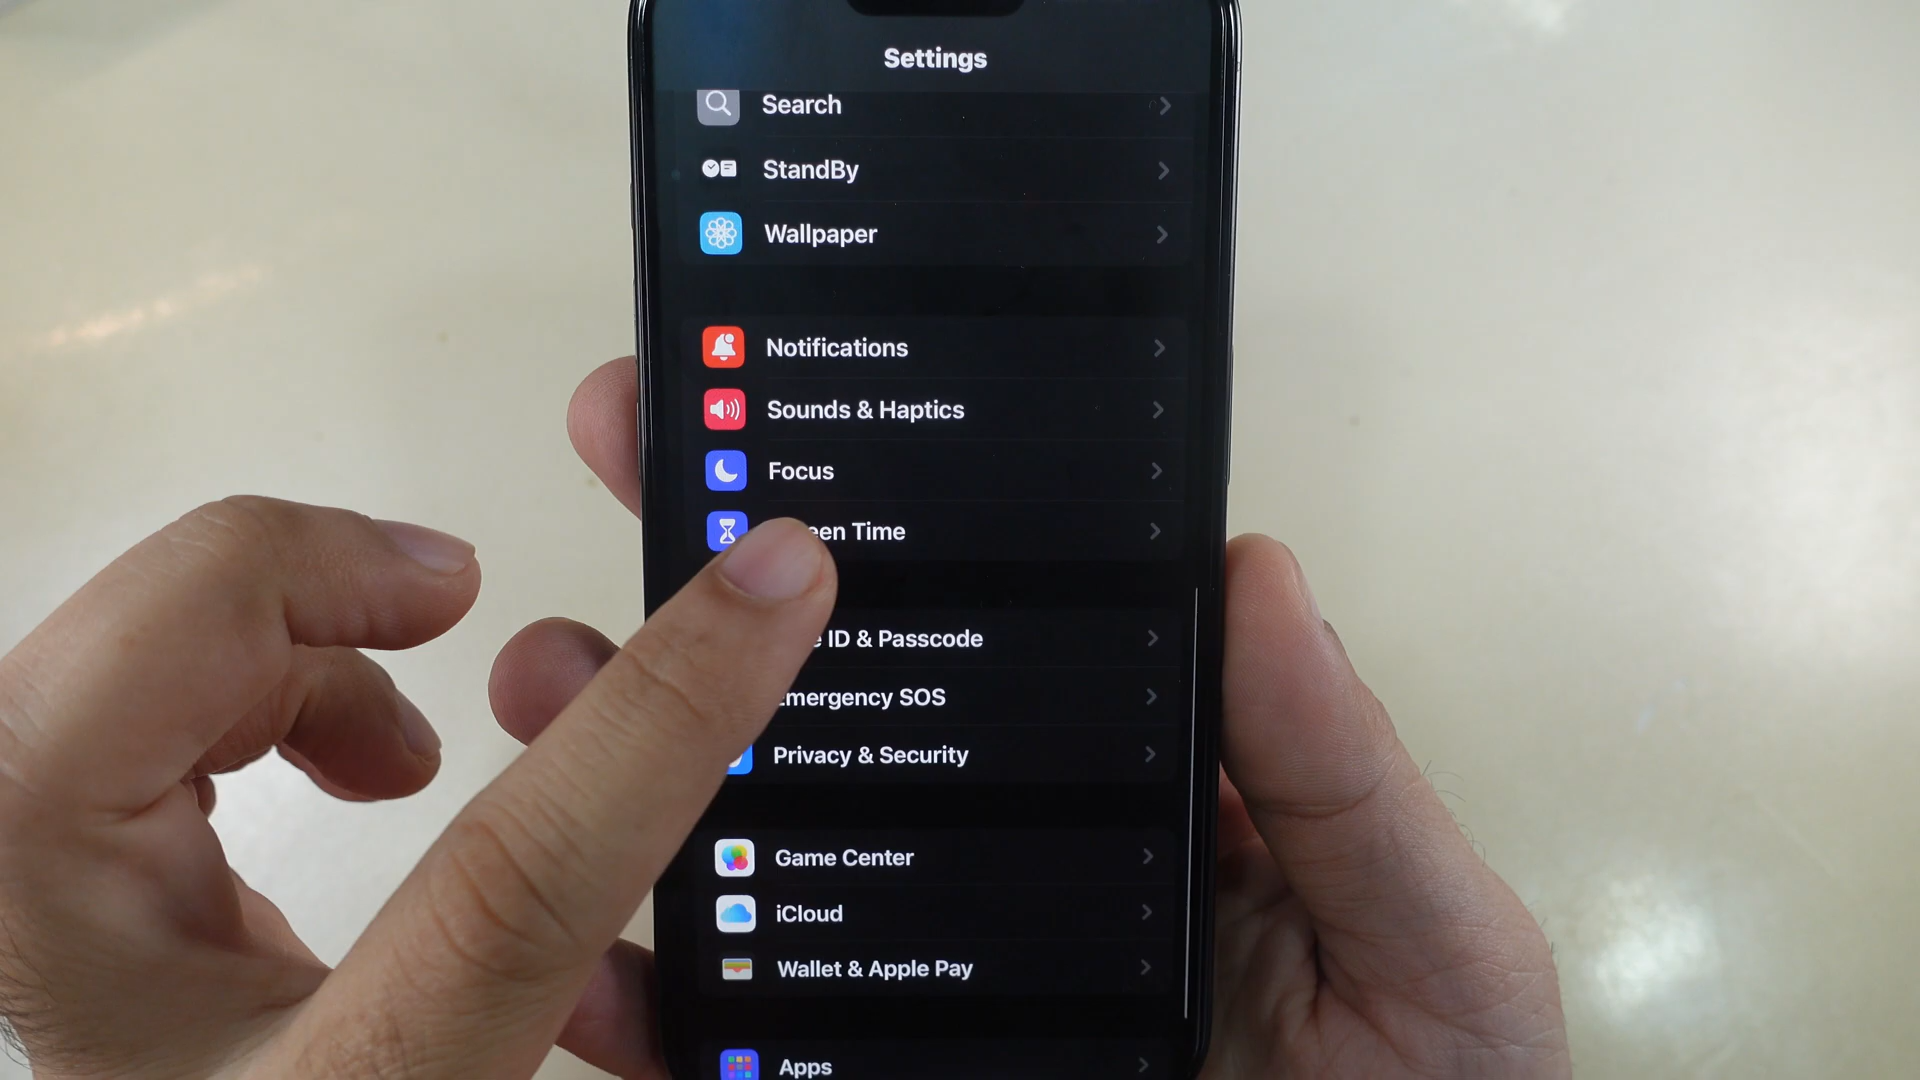 Settings
Search
StandBy
Wallpaper
Notifications
Sounds & Haptics
Focus
een Time
ID & Passcode
mergency SOS
Privacy & Security
Game Center
iCloud
Wallet & Apple Pay
Apps